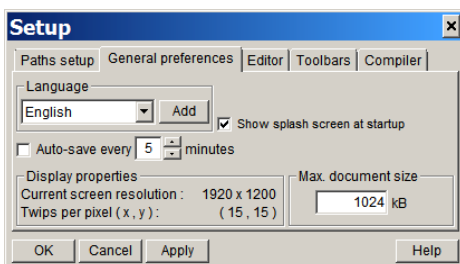 Setup
Paths setup General preferences Editor Toolbars Compiler
Language
English Add
Show splash screen at startup
Auto-save every 5 minutes
Display properties Max. document size
Current screen resolution : 1920 x 1200
1024 kB
Twips per pixel ( x , y ) : ( 15 , 15 )
OK Cancel Apply Help